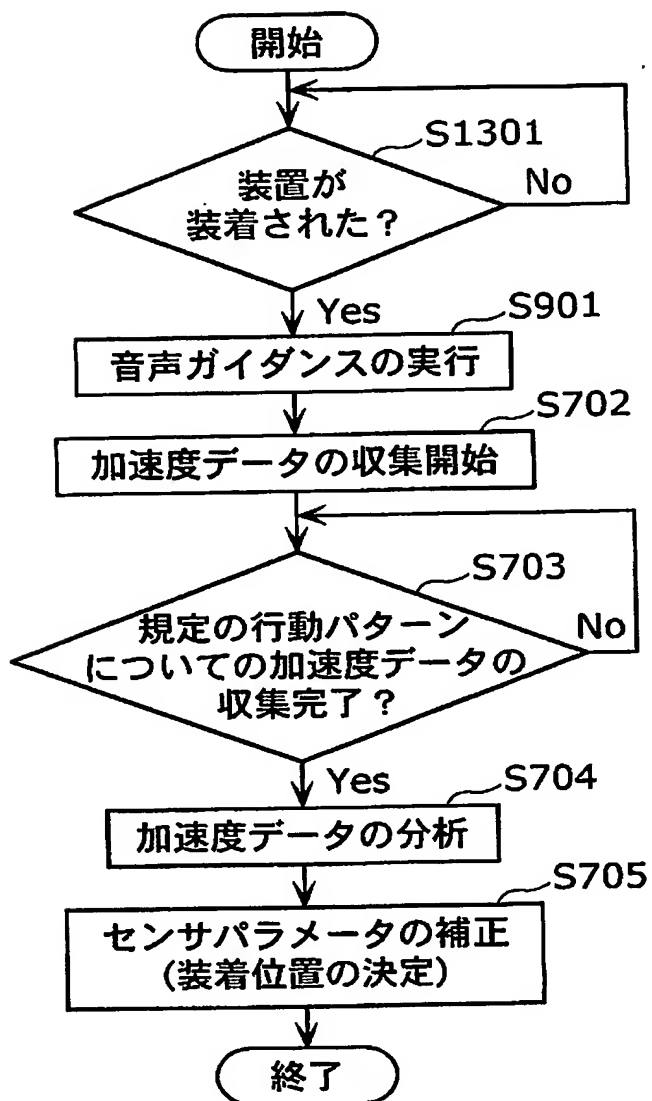 開始
S1301
装置が
装着された?
No
Yes
S901
音声ガイダンスの実行
S702
加速度データの収集開始
S703
規定の行動パターン
についての加速度データの
収集完了?
No
Yes
S704
加速度データの分析
S705
センサパラメータの補正
(装着位置の決定)
終了